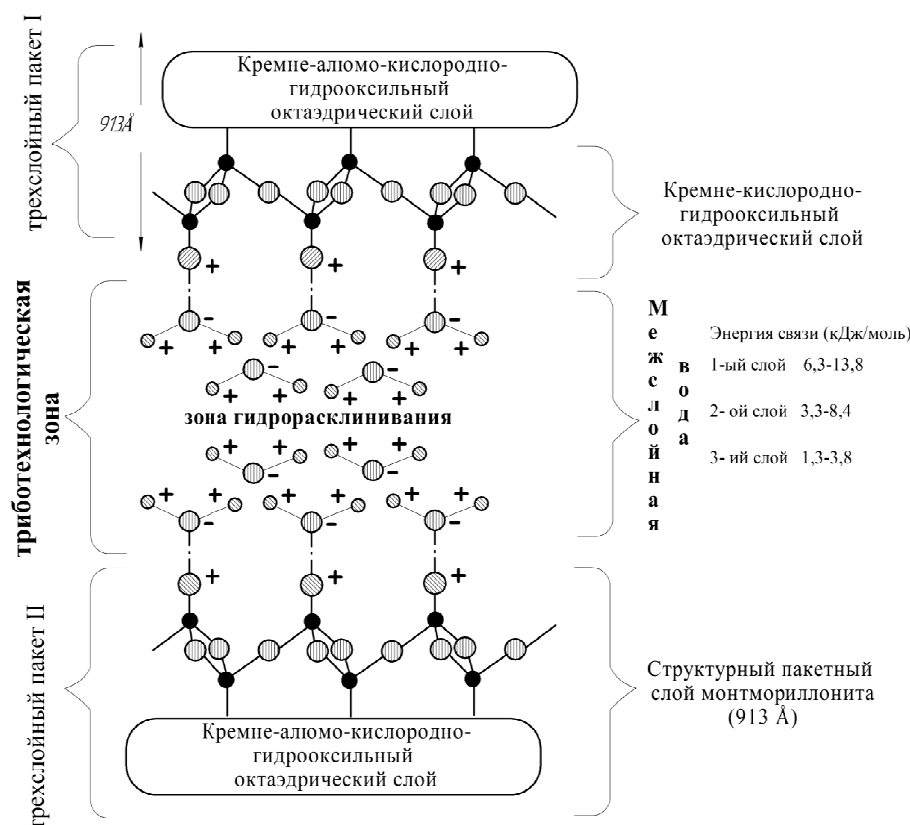 трехслойный пакет I
913Å
Кремне-алюмо-кислородно-
гидрооксильный
октаэдрический слой
Кремне-кислородно-
гидрооксильный
октаэдрический слой
+ + +
триботехнологическая
зона
- - -
+ + + + + +
- -
+ + + +
зона гидрорасклинивания
+ + + +
- -
+ + + + + +
- - -
Межслойная
вода
Энергия связи (кДж/моль)
1-ый слой 6,3-13,8
2- ой слой 3,3-8,4
3- ий слой 1,3-3,8
+ + +
трехслойный пакет II
Структурный пакетный
слой монтмориллонита
(913 Å)
Кремне-алюмо-кислородно-
гидрооксильный
октаэдрический слой